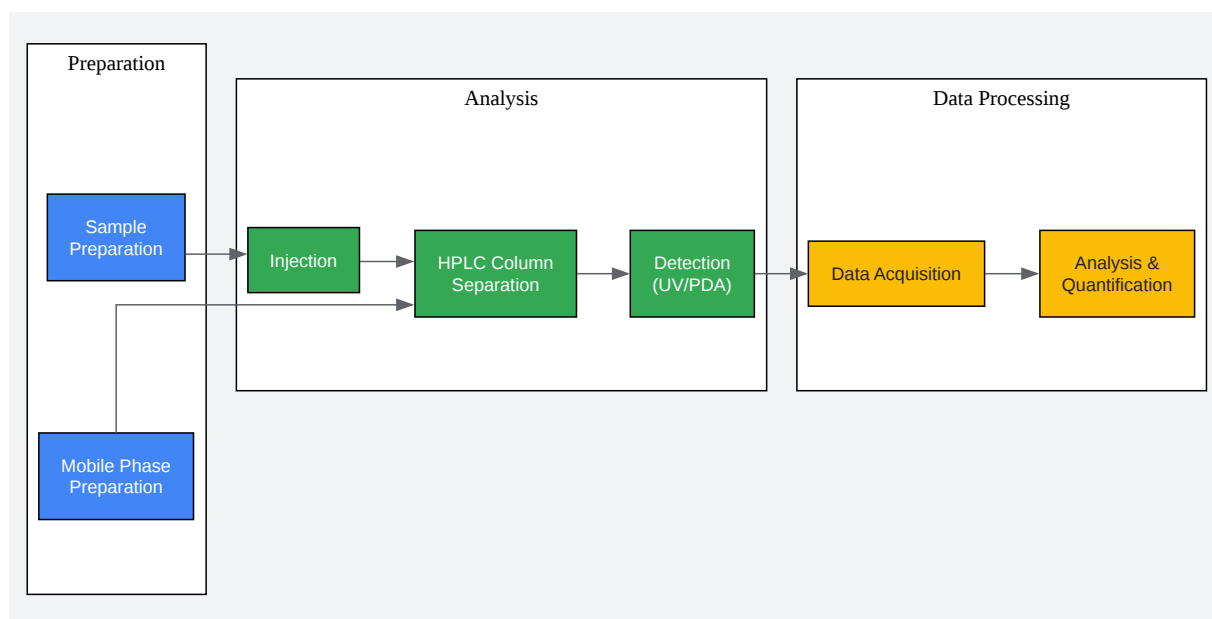 Preparation
Sample
Preparation
Mobile Phase
Preparation
Analysis
Injection
HPLC Column
Separation
Detection
(UV/PDA)
Data Processing
Data Acquisition
Analysis &
Quantification